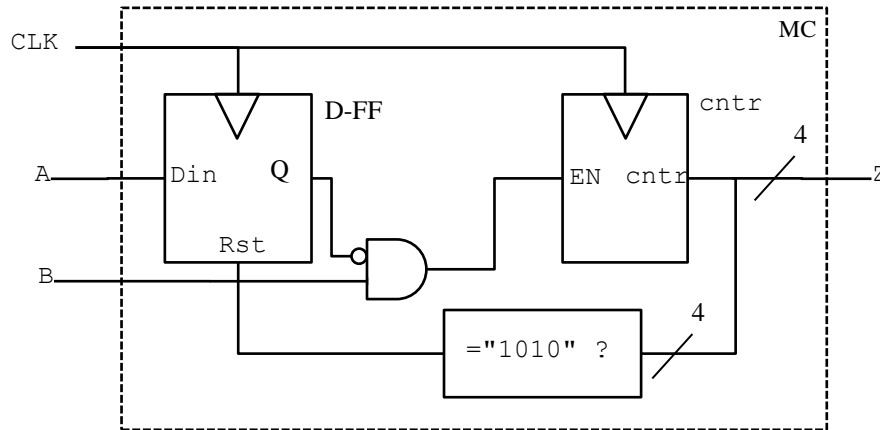 MC
CLK
D-FF
cntr
4
A
Din
Q
EN
cntr
Z
Rst
B
4
="1010" ?